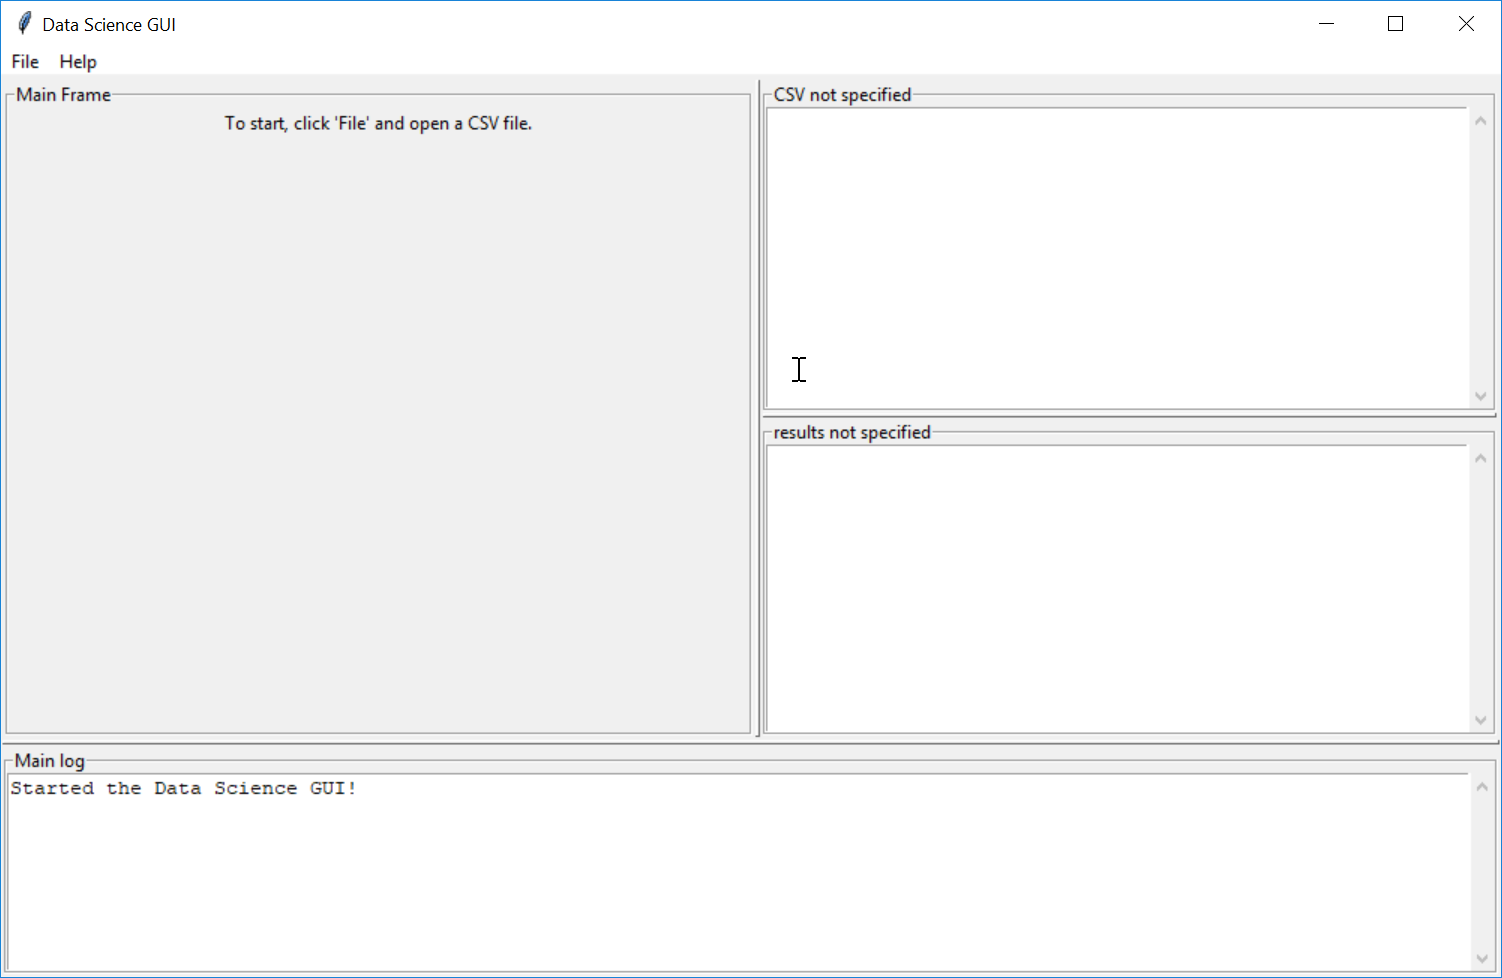 Data Science GUI
File Help
Main Frame
To start, click 'File' and open a CSV file.
CSV not specified
results not specified
Main log
Started the Data Science GUI!